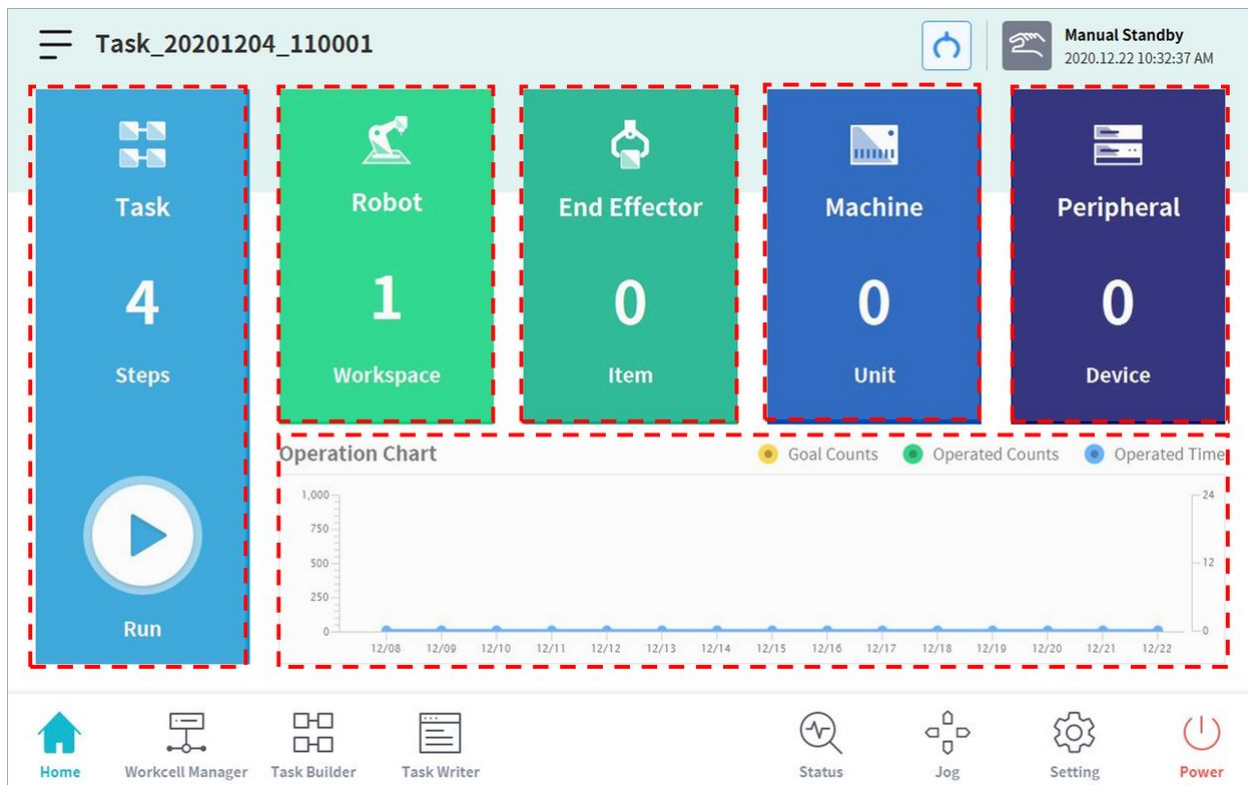 Task_20201204_110001
Manual Standby
2020.12.22 10:32:37 AM
Task
4
Steps
Run
Robot
1
Workspace
End Effector
0
Item
Machine
0
Unit
Peripheral
0
Device
Operation Chart
Goal Counts
Operated Counts
Operated Time
1,000
750
500
250
0
24
12
0
12/08 12/09 12/10 12/11 12/12 12/13 12/14 12/15 12/16 12/17 12/18 12/19 12/20 12/21 12/22
Home
Workcell Manager
Task Builder
Task Writer
Status
Jog
Setting
Power